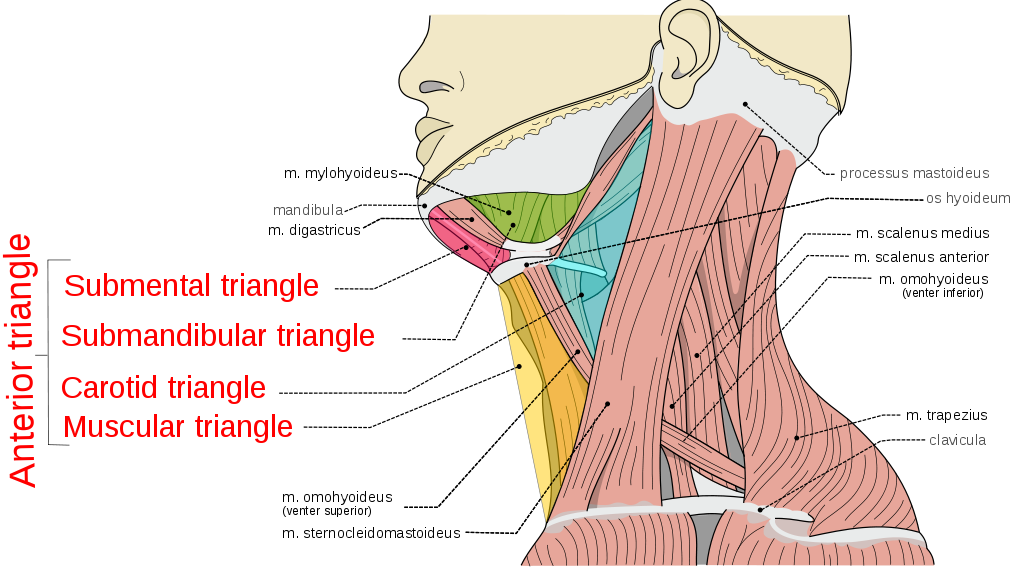 m. mylohyoideus
mandibula
m. digastricus
Anterior triangle
Submental triangle
Submandibular triangle
Carotid triangle
Muscular triangle
m. omohyoideus
(venter superior)
m. sternocleidomastoideus
processus mastoideus
os hyoideum
m. scalenus medius
m. scalenus anterior
m. omohyoideus
(venter inferior)
m. trapezius
clavicula